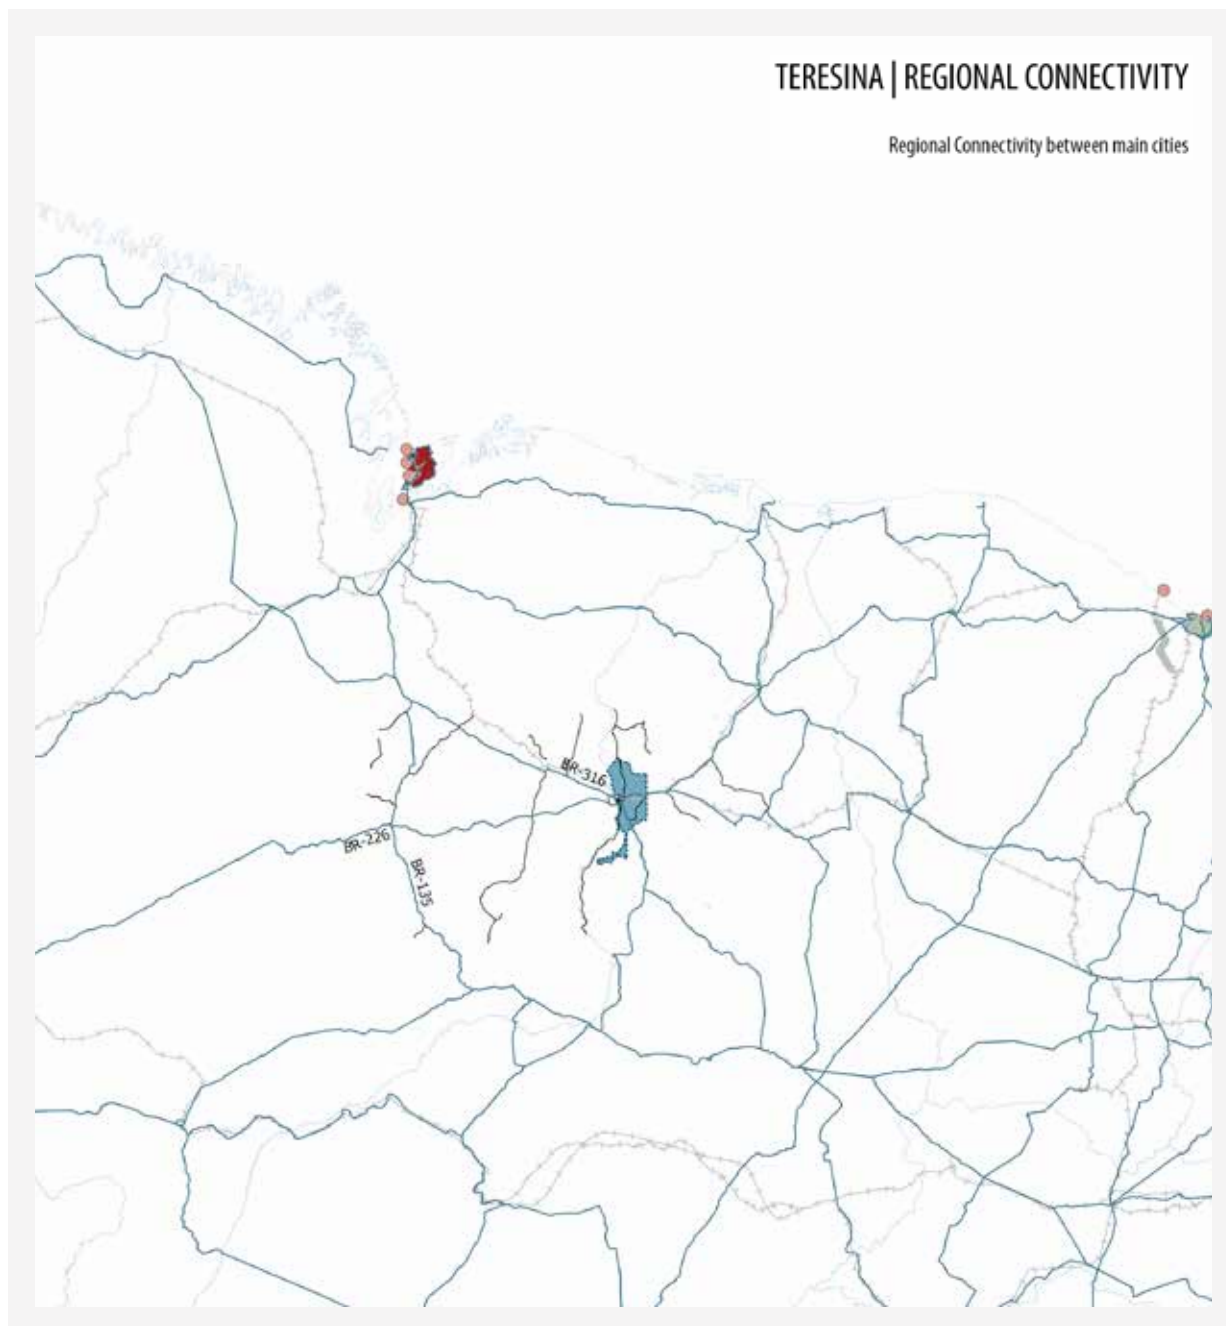 TERESINA | REGIONAL CONNECTIVITY
Regional Connectivity between main cities
BR-316
BR-226
BR-135